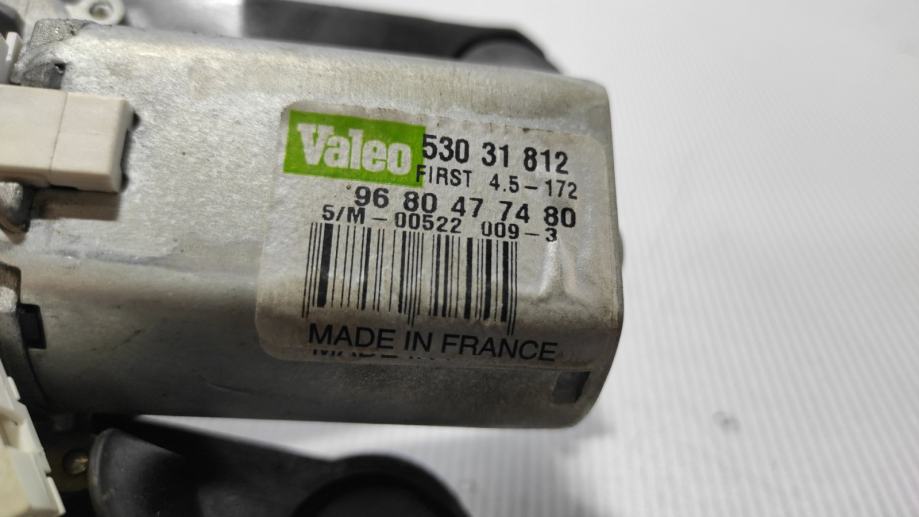 Valeo 530 31 812
FIRST 4.5-172
96 80 47 74 80
S/M-00522 009-3
MADE IN FRANCE